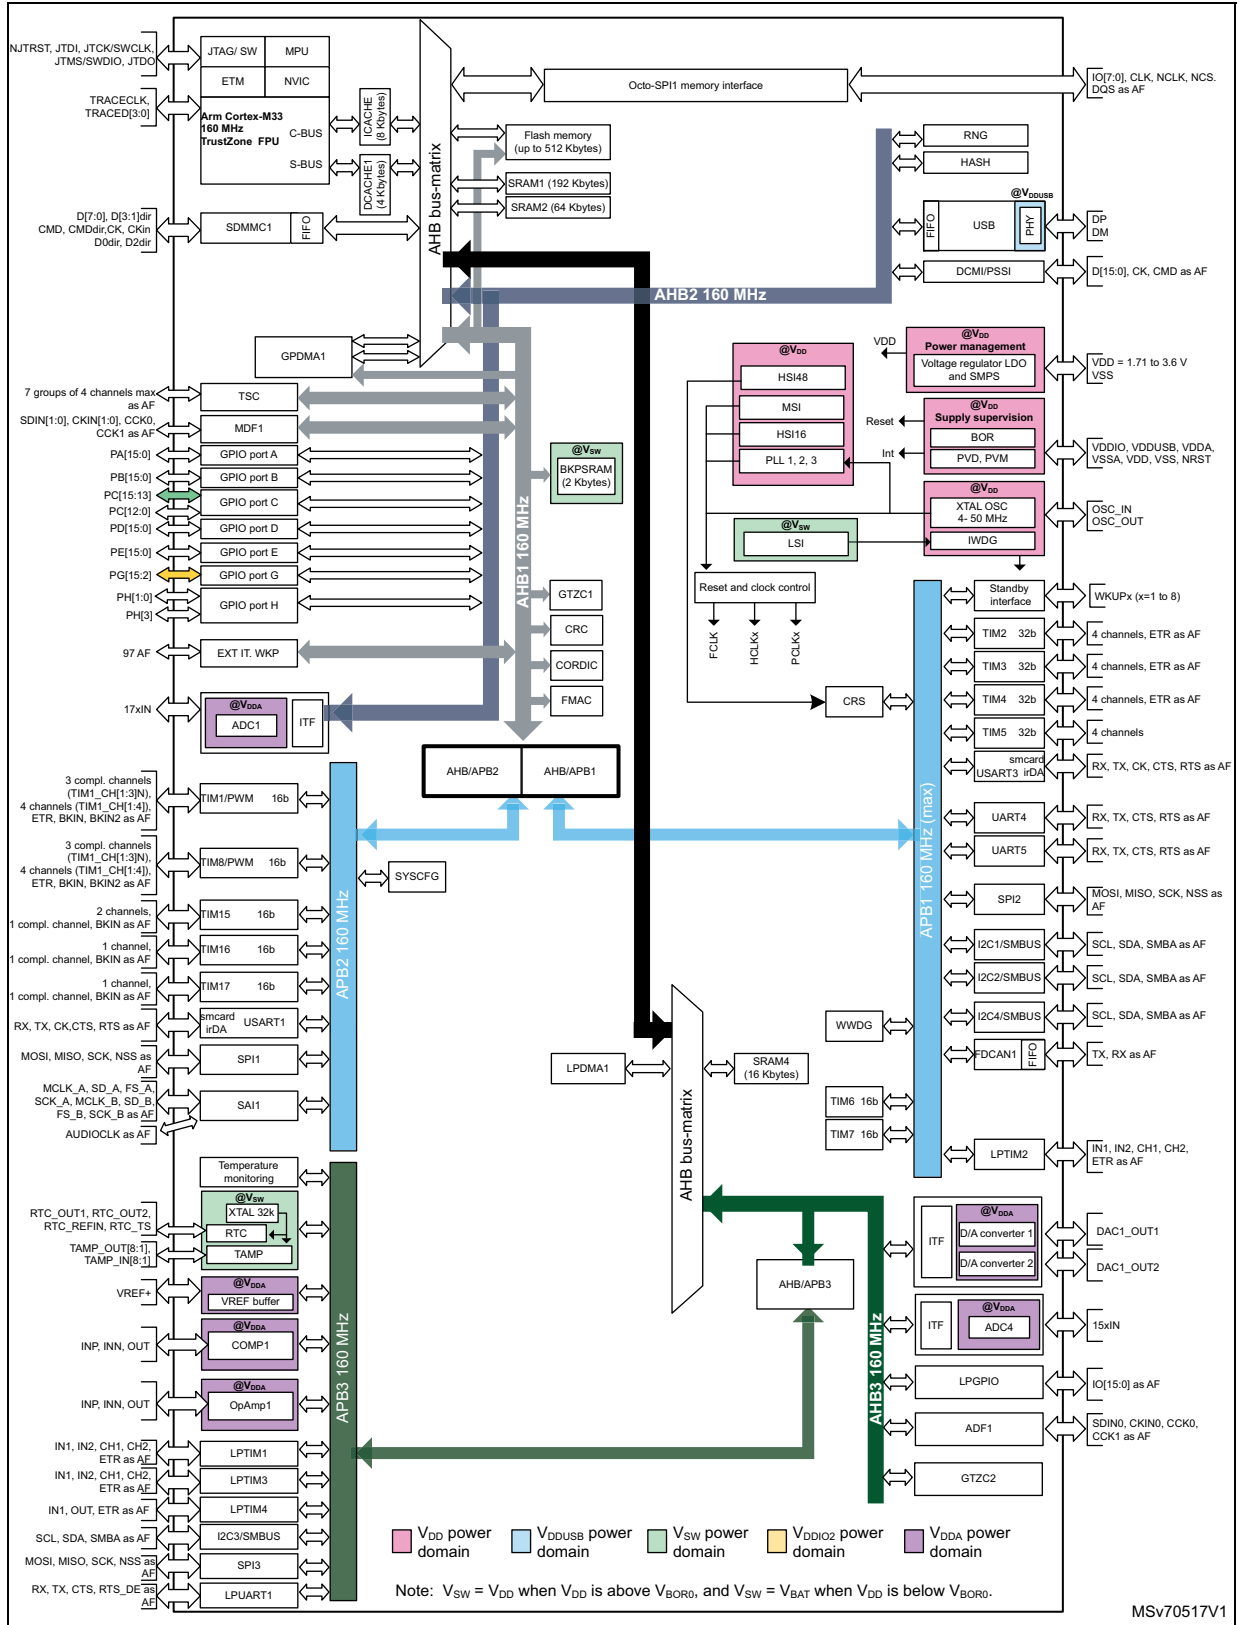 NJTRST, JTDI, JTCK/SWCLK,
JTMS/SWDIO, JTDO
JTAG/ SW
MPU
ETM
NVIC
TRACECLK,
TRACED[3:0]
Arm Cortex-M33
160 MHz
TrustZone FPU
C-BUS
S-BUS
ICACHE
(8 Kbytes)
DCACHE1
(4 Kbytes)
AHB bus-matrix
Octo-SPI1 memory interface
IO[7:0], CLK, NCLK, NCS.
DQS as AF
Flash memory
(up to 512 Kbytes)
SRAM1 (192 Kbytes)
SRAM2 (64 Kbytes)
RNG
HASH
@VDDUSB
FIFO
USB
PHY
DP
DM
DCMI/PSSI
D[15:0], CK, CMD as AF
D[7:0], D[3:1]dir
CMD, CMDdir,CK, CKin
D0dir, D2dir
SDMMC1
FIFO
AHB2 160 MHz
GPDMA1
7 groups of 4 channels max
as AF
TSC
SDIN[1:0], CKIN[1:0], CCK0,
CCK1 as AF
MDF1
PA[15:0]
GPIO port A
PB[15:0]
GPIO port B
PC[15:13]
PC[12:0]
GPIO port C
PD[15:0]
GPIO port D
PE[15:0]
GPIO port E
PG[15:2]
GPIO port G
PH[1:0]
PH[3]
GPIO port H
97 AF
EXT IT. WKP
17xIN
@VDDA
ADC1
ITF
AHB1 160 MHz
@VSW
BKPSRAM
(2 Kbytes)
GTZC1
CRC
CORDIC
FMAC
@VDD
HSI48
MSI
HSI16
PLL 1, 2, 3
VDD
@VDD
Power management
Voltage regulator LDO
and SMPS
VDD = 1.71 to 3.6 V
VSS
@VDD
Supply supervision
Reset
BOR
Int
PVD, PVM
VDDIO, VDDUSB, VDDA,
VSSA, VDD, VSS, NRST
@VDD
XTAL OSC
4- 50 MHz
IWDG
OSC_IN
OSC_OUT
@VSW
LSI
Reset and clock control
FCLK
HCLKx
PCLKx
CRS
AHB/APB2
AHB/APB1
Standby
interface
WKUPx (x=1 to 8)
TIM2 32b
4 channels, ETR as AF
TIM3 32b
4 channels, ETR as AF
TIM4 32b
4 channels, ETR as AF
TIM5 32b
4 channels
smcard
USART3 irDA
RX, TX, CK, CTS, RTS as AF
UART4
RX, TX, CTS, RTS as AF
UART5
RX, TX, CTS, RTS as AF
SPI2
MOSI, MISO, SCK, NSS as
AF
I2C1/SMBUS
SCL, SDA, SMBA as AF
I2C2/SMBUS
SCL, SDA, SMBA as AF
I2C4/SMBUS
SCL, SDA, SMBA as AF
FDCAN1
FIFO
TX, RX as AF
APB1 160 MHz (max)
WWDG
TIM6 16b
TIM7 16b
LPTIM2
IN1, IN2, CH1, CH2,
ETR as AF
3 compl. channels
(TIM1_CH[1:3]N),
4 channels (TIM1_CH[1:4]),
ETR, BKIN, BKIN2 as AF
TIM1/PWM 16b
3 compl. channels
(TIM1_CH[1:3]N),
4 channels (TIM1_CH[1:4]),
ETR, BKIN, BKIN2 as AF
TIM8/PWM 16b
SYSCFG
2 channels,
1 compl. channel, BKIN as AF
TIM15 16b
1 channel,
1 compl. channel, BKIN as AF
TIM16 16b
1 channel,
1 compl. channel, BKIN as AF
TIM17 16b
RX, TX, CK,CTS, RTS as AF
smcard
irDA
USART1
MOSI, MISO, SCK, NSS as
AF
SPI1
MCLK_A, SD_A, FS_A,
SCK_A, MCLK_B, SD_B,
FS_B, SCK_B as AF
AUDIOCLK as AF
SAI1
APB2 160 MHz
LPDMA1
AHB bus-matrix
SRAM4
(16 Kbytes)
Temperature
monitoring
@VSW
XTAL 32k
RTC
TAMP
RTC_OUT1, RTC_OUT2,
RTC_REFIN, RTC_TS
TAMP_OUT[8:1],
TAMP_IN[8:1]
VREF+
@VDDA
VREF buffer
INP, INN, OUT
@VDDA
COMP1
INP, INN, OUT
@VDDA
OpAmp1
IN1, IN2, CH1, CH2,
ETR as AF
LPTIM1
IN1, IN2, CH1, CH2,
ETR as AF
LPTIM3
IN1, OUT, ETR as AF
LPTIM4
SCL, SDA, SMBA as AF
I2C3/SMBUS
MOSI, MISO, SCK, NSS as
AF
SPI3
RX, TX, CTS, RTS_DE as
AF
LPUART1
APB3 160 MHz
AHB/APB3
AHB3 160 MHz
ITF
@VDDA
D/A converter 1
D/A converter 2
DAC1_OUT1
DAC1_OUT2
ITF
@VDDA
ADC4
15xIN
LPGPIO
IO[15:0] as AF
ADF1
SDIN0, CKIN0, CCK0,
CCK1 as AF
GTZC2
VDD power
domain
VDDUSB power
domain
VSW power
domain
VDDIO2 power
domain
VDDA power
domain
Note: VSW = VDD when VDD is above VBOR0, and VSW = VBAT when VDD is below VBOR0.
MSv70517V1